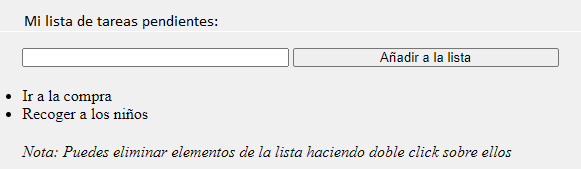 Mi lista de tareas pendientes:
Añadir a la lista
Ir a la compra
Recoger a los niños
Nota: Puedes eliminar elementos de la lista haciendo doble click sobre ellos